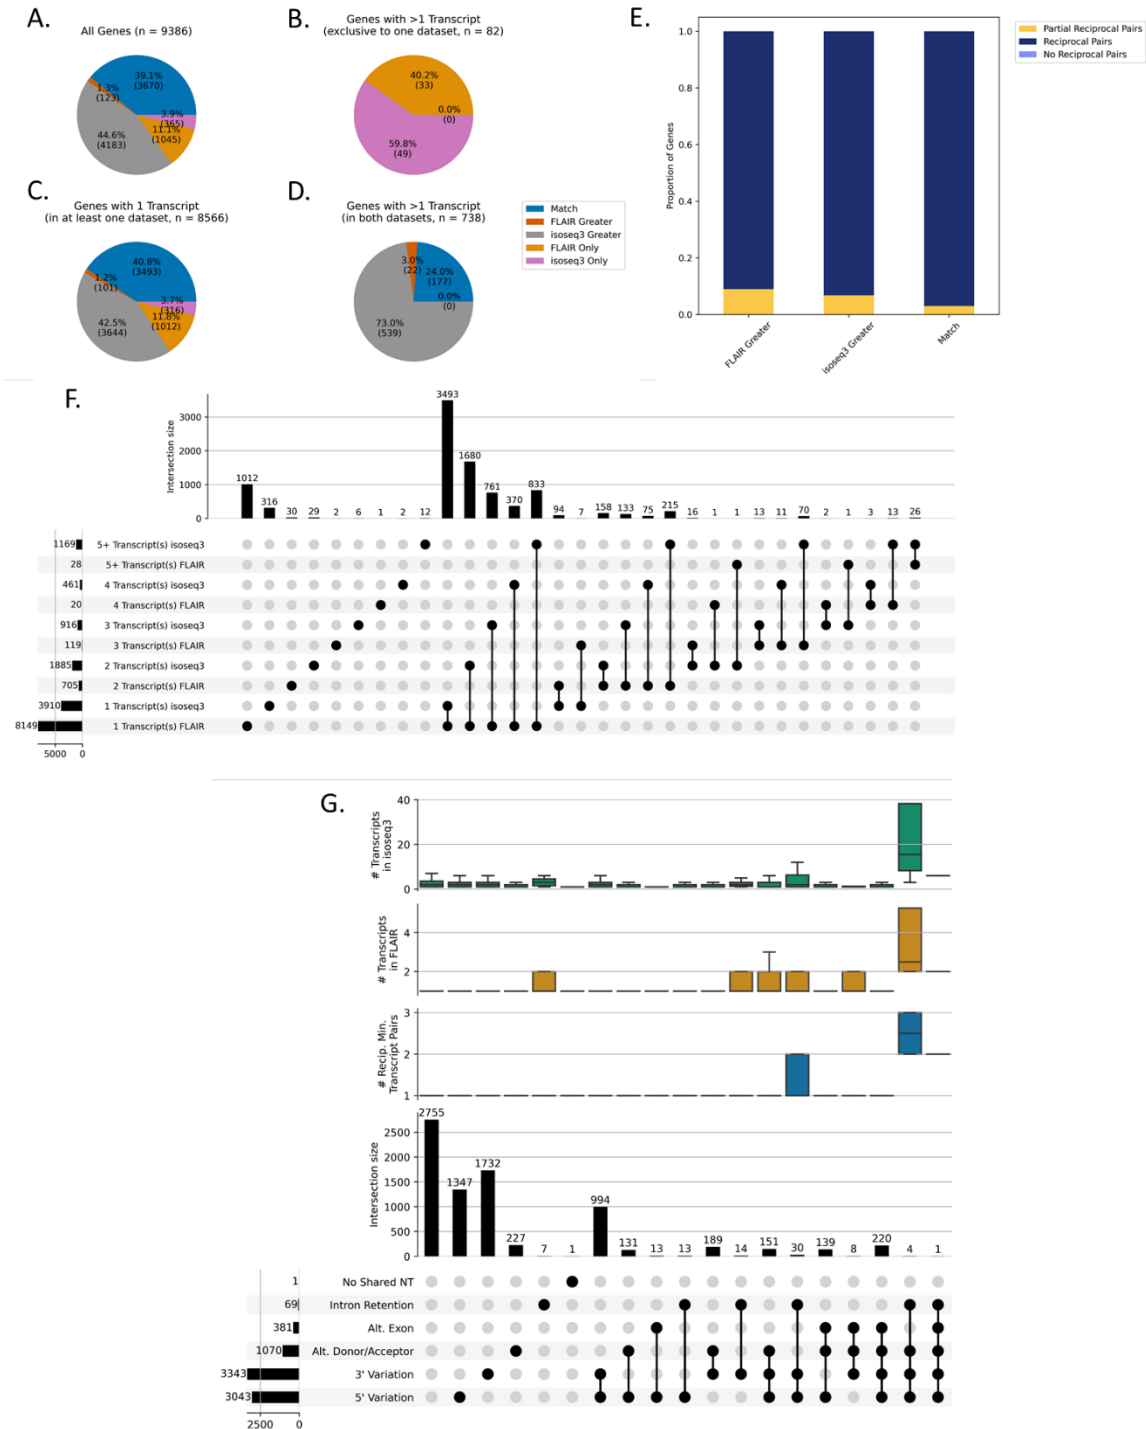 A.
All Genes (n = 9386)
39.1%
(3670)
1.3%
(123)
3.9%
(365)
11.1%
(1045)
44.6%
(4183)
B.
Genes with >1 Transcript
(exclusive to one dataset, n = 82)
40.2%
(33)
0.0%
(0)
59.8%
(49)
C.
Genes with 1 Transcript
(in at least one dataset, n = 8566)
40.8%
(3493)
1.2%
(101)
3.7%
(316)
11.8%
(1012)
42.5%
(3644)
D.
Genes with >1 Transcript
(in both datasets, n = 738)
3.0%
(22)
24.0%
(177)
0.0%
(0)
73.0%
(539)
Match
FLAIR Greater
isoseq3 Greater
FLAIR Only
isoseq3 Only
E.
Partial Reciprocal Pairs
Reciprocal Pairs
No Reciprocal Pairs
Proportion of Genes
1.0
0.8
0.6
0.4
0.2
0.0
FLAIR Greater
isoseq3 Greater
Match
F.
Intersection size
3000
2000
1000
0
1012 316 30 29 2 6 1 2 12 3493 1680 761 370 833 94 7 158 133 75 215 16 1 1 13 11 70 2 1 3 13 26
1169 5+ Transcript(s) isoseq3
28 5+ Transcript(s) FLAIR
461 4 Transcript(s) isoseq3
20 4 Transcript(s) FLAIR
916 3 Transcript(s) isoseq3
119 3 Transcript(s) FLAIR
1885 2 Transcript(s) isoseq3
705 2 Transcript(s) FLAIR
3910 1 Transcript(s) isoseq3
8149 1 Transcript(s) FLAIR
5000 0
G.
# Transcripts
in isoseq3
40
20
0
# Transcripts
in FLAIR
4
2
# Recip. Min.
Transcript Pairs
3
2
1
Intersection size
2500
2000
1500
1000
500
0
2755 1347 1732 227 7 1 994 131 13 13 189 14 151 30 139 8 220 4 1
1 No Shared NT
69 Intron Retention
381 Alt. Exon
1070 Alt. Donor/Acceptor
3343 3' Variation
3043 5' Variation
2500 0